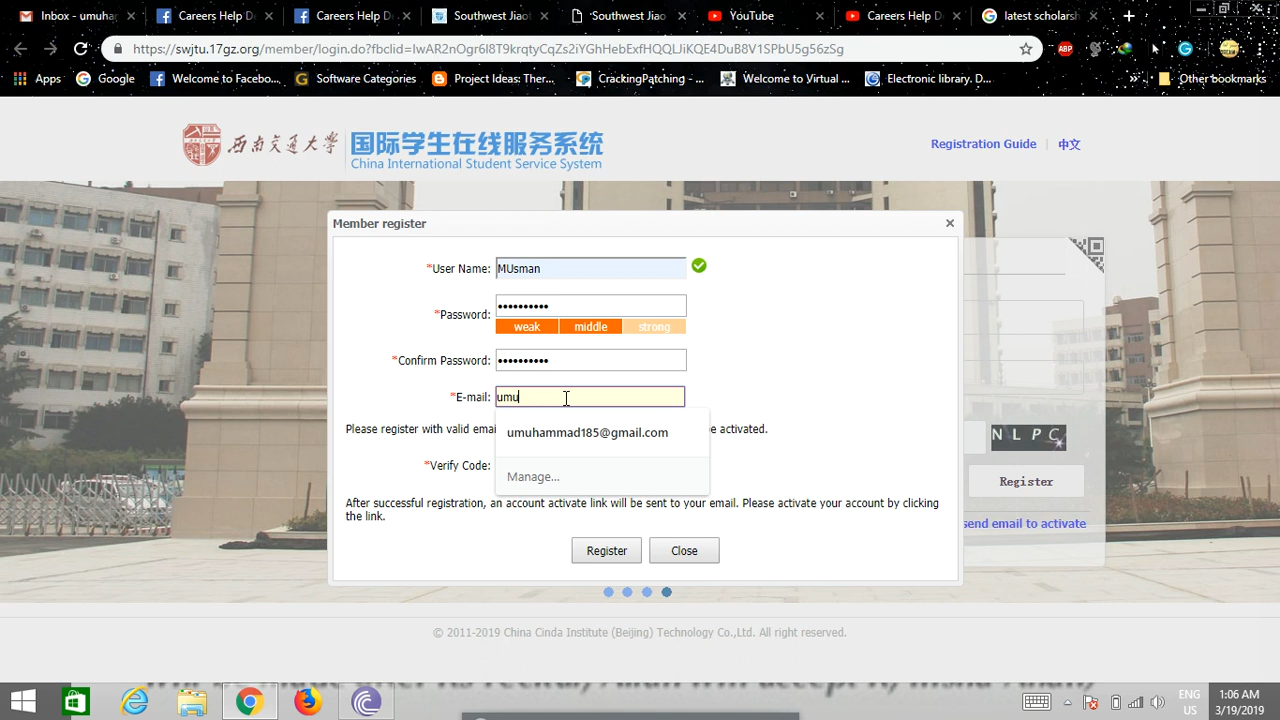 Inbox - umuha
Careers Help D
Careers Help D
Southwest Jiaot
Southwest Jiao
YouTube
Careers Help D
latest scholarsh
https://swjtu.17gz.org/member/login.do?fbclid=IwAR2nOgr6I8T9krqtyCqZs2iYGhHebExfHQQLJiKQE4DuB8V1SPbU5g56zSg
ABP
Apps
Google
Welcome to Facebo...
Software Categories
Project Ideas: Ther...
CrackingPatching - ...
Welcome to Virtual ...
Electronic library. D...
Other bookmarks
西南交通大学
国际学生在线服务系统
China International Student Service System
Registration Guide
中文
Member register
*User Name: MUsman
*Password: ••••••••••
weak middle strong
*Confirm Password: ••••••••••
*E-mail: umu
umuhammad185@gmail.com
Please register with valid emai
be activated.
Manage...
*Verify Code:
NLPC
Register
After successful registration, an account activate link will be sent to your email. Please activate your account by clicking
the link.
send email to activate
Register
Close
© 2011-2019 China Cinda Institute (Beijing) Technology Co.,Ltd. All right reserved.
ENG
US
1:06 AM
3/19/2019